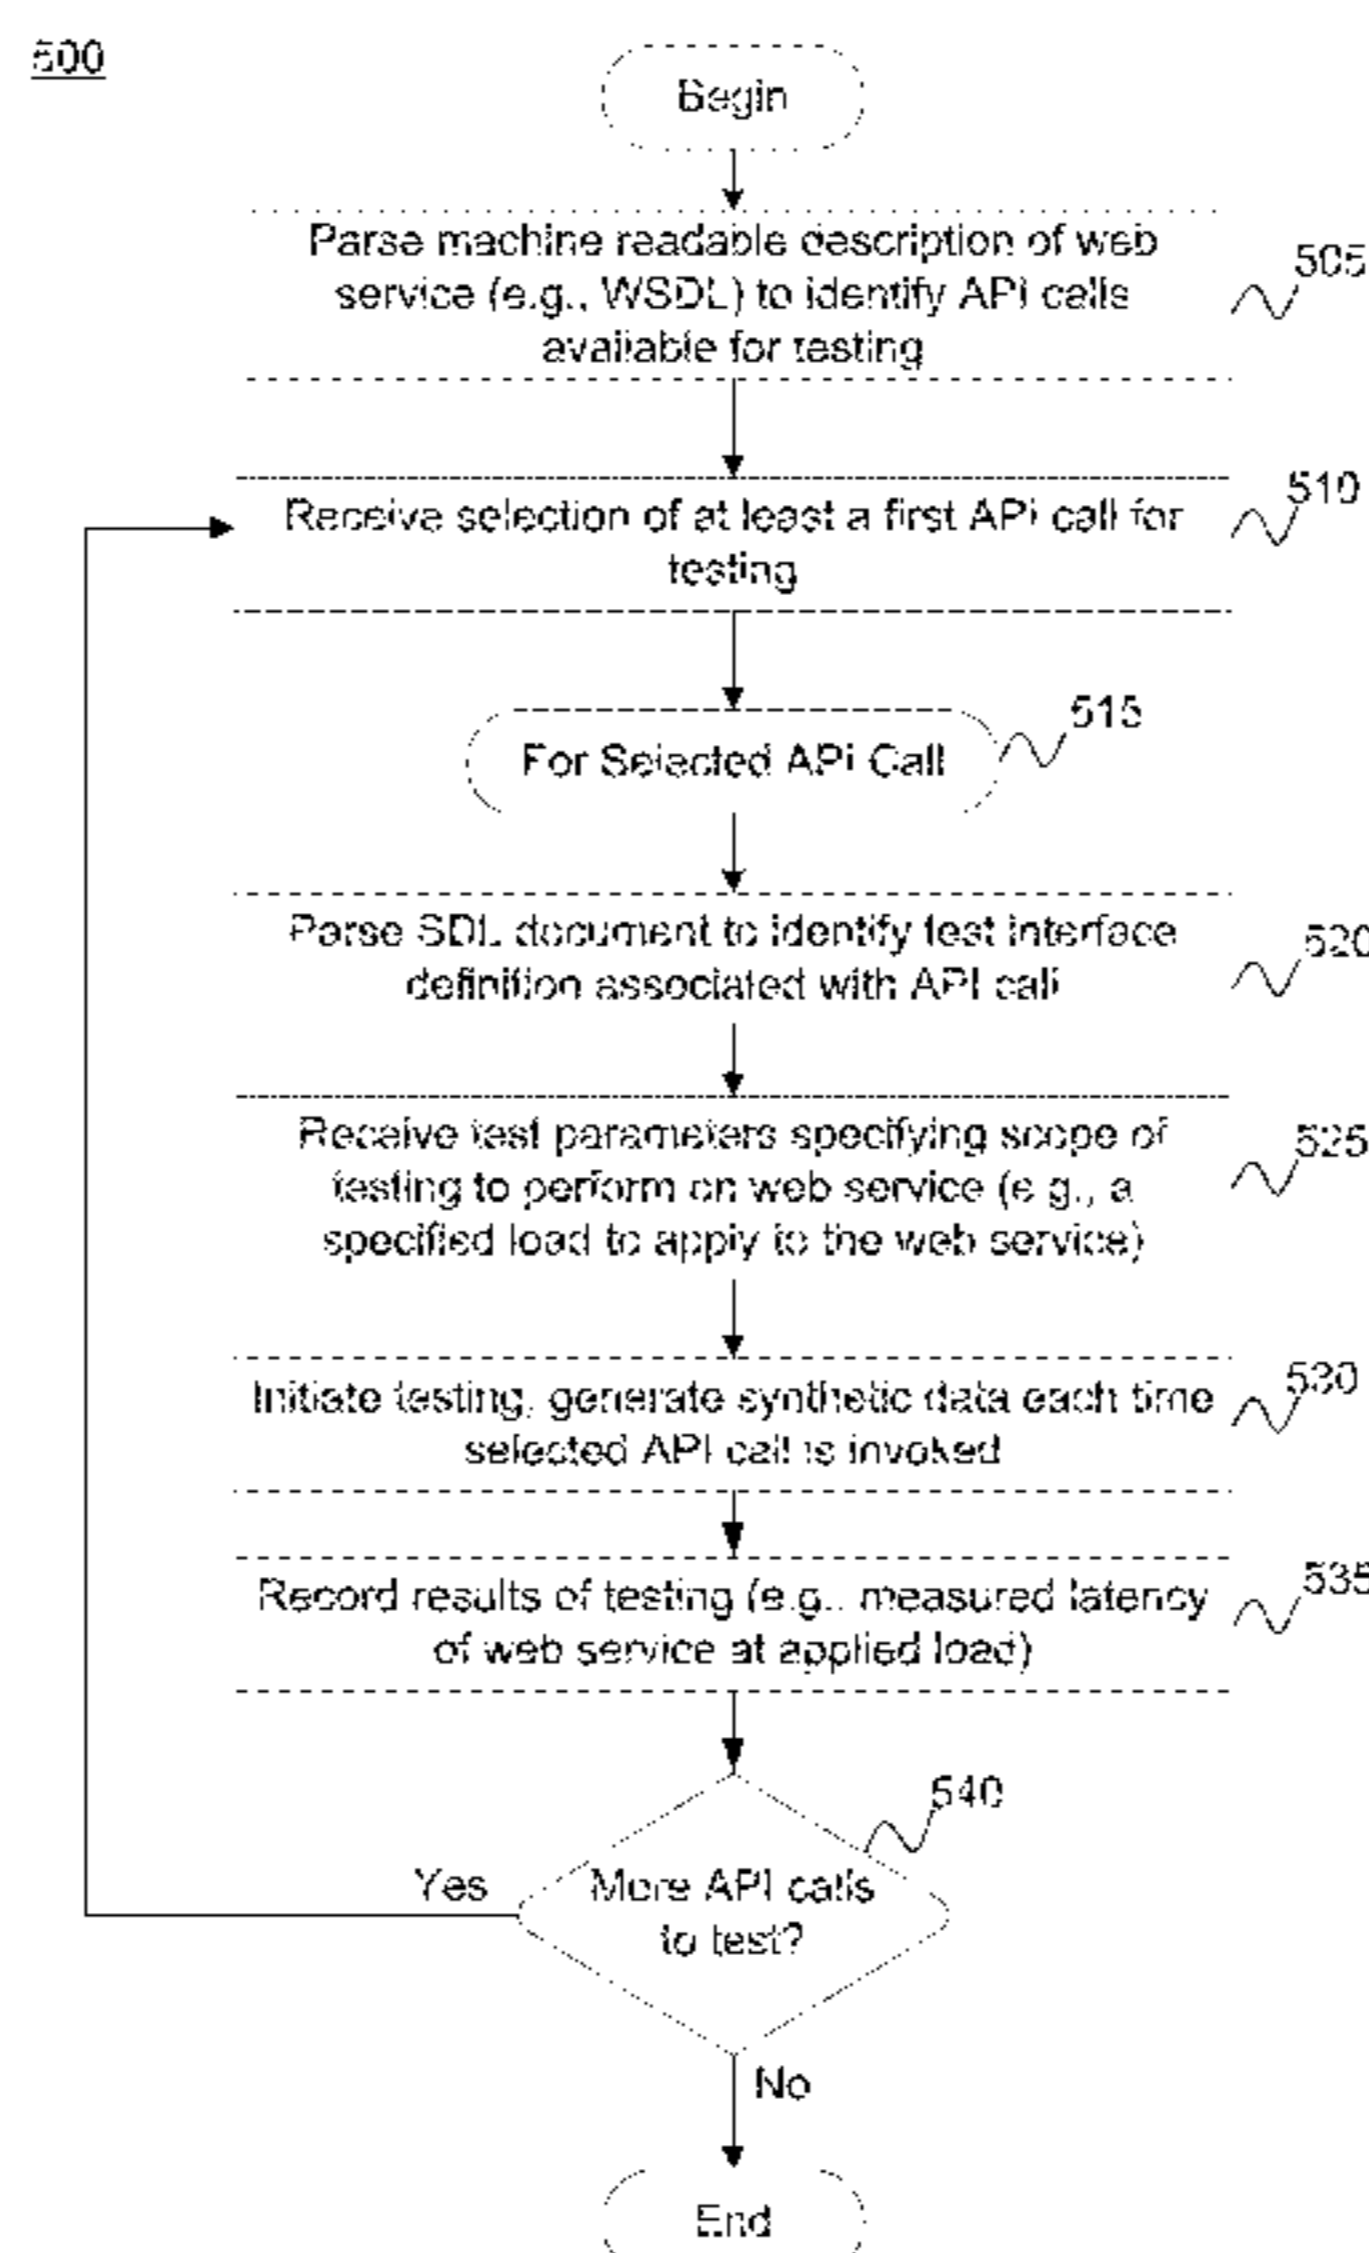 500
Begin
Parse machine readable description of web
service (e.g., WSDL) to identify API calls
available for testing
505
Receive selection of at least a first API call for
testing
510
For Selected API Call
515
Parse SDL document to identify test interface
definition associated with API call
520
Receive test parameters specifying scope of
testing to perform on web service (e.g., a
specified load to apply to the web service)
525
Initiate testing, generate synthetic data each time
selected API call is invoked
530
Record results of testing (e.g., measured latency
of web service at applied load)
535
540
More API calls
to test?
Yes
No
End